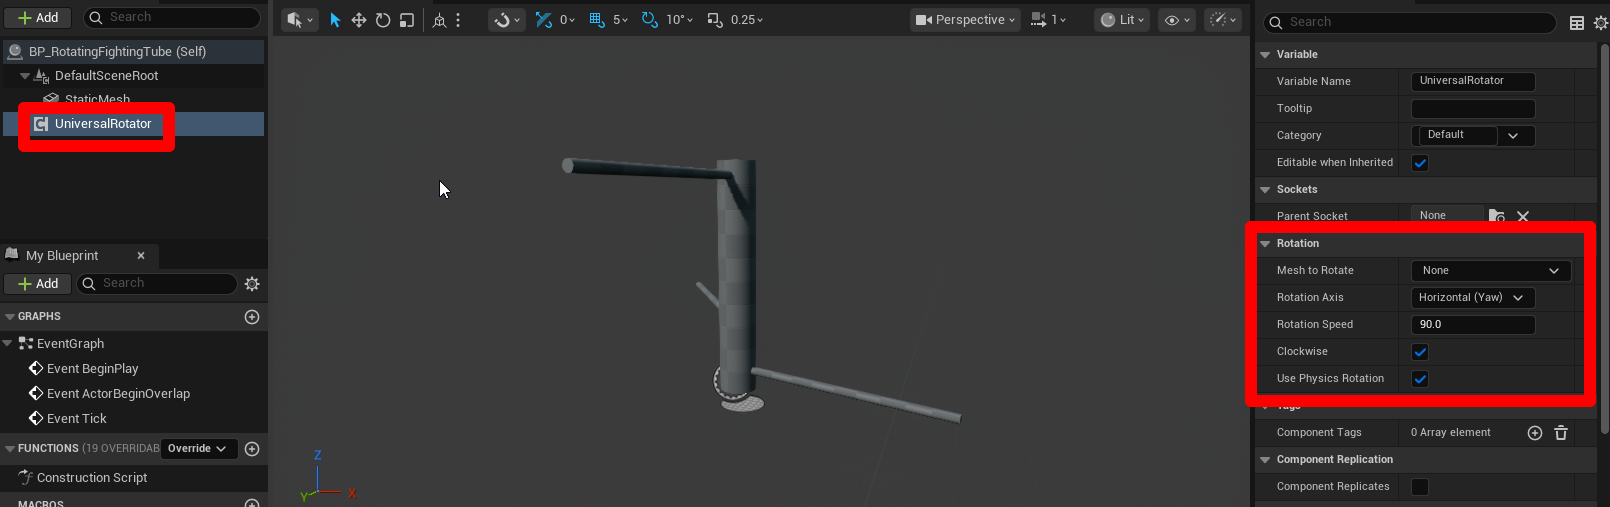 Add
Search
BP_RotatingFightingTube (Self)
DefaultSceneRoot
StaticMesh
UniversalRotator
My Blueprint
Add
Search
GRAPHS
EventGraph
Event BeginPlay
Event ActorBeginOverlap
Event Tick
FUNCTIONS (19 OVERRIDAB
Override
Construction Script
MACROS
0
5
10°
0.25
Perspective
1
Lit
Z
Y
X
Search
Variable
Variable Name UniversalRotator
Tooltip
Category Default
Editable when Inherited
Sockets
Parent Socket None
Rotation
Mesh to Rotate None
Rotation Axis Horizontal (Yaw)
Rotation Speed 90.0
Clockwise
Use Physics Rotation
Tags
Component Tags 0 Array element
Component Replication
Component Replicates